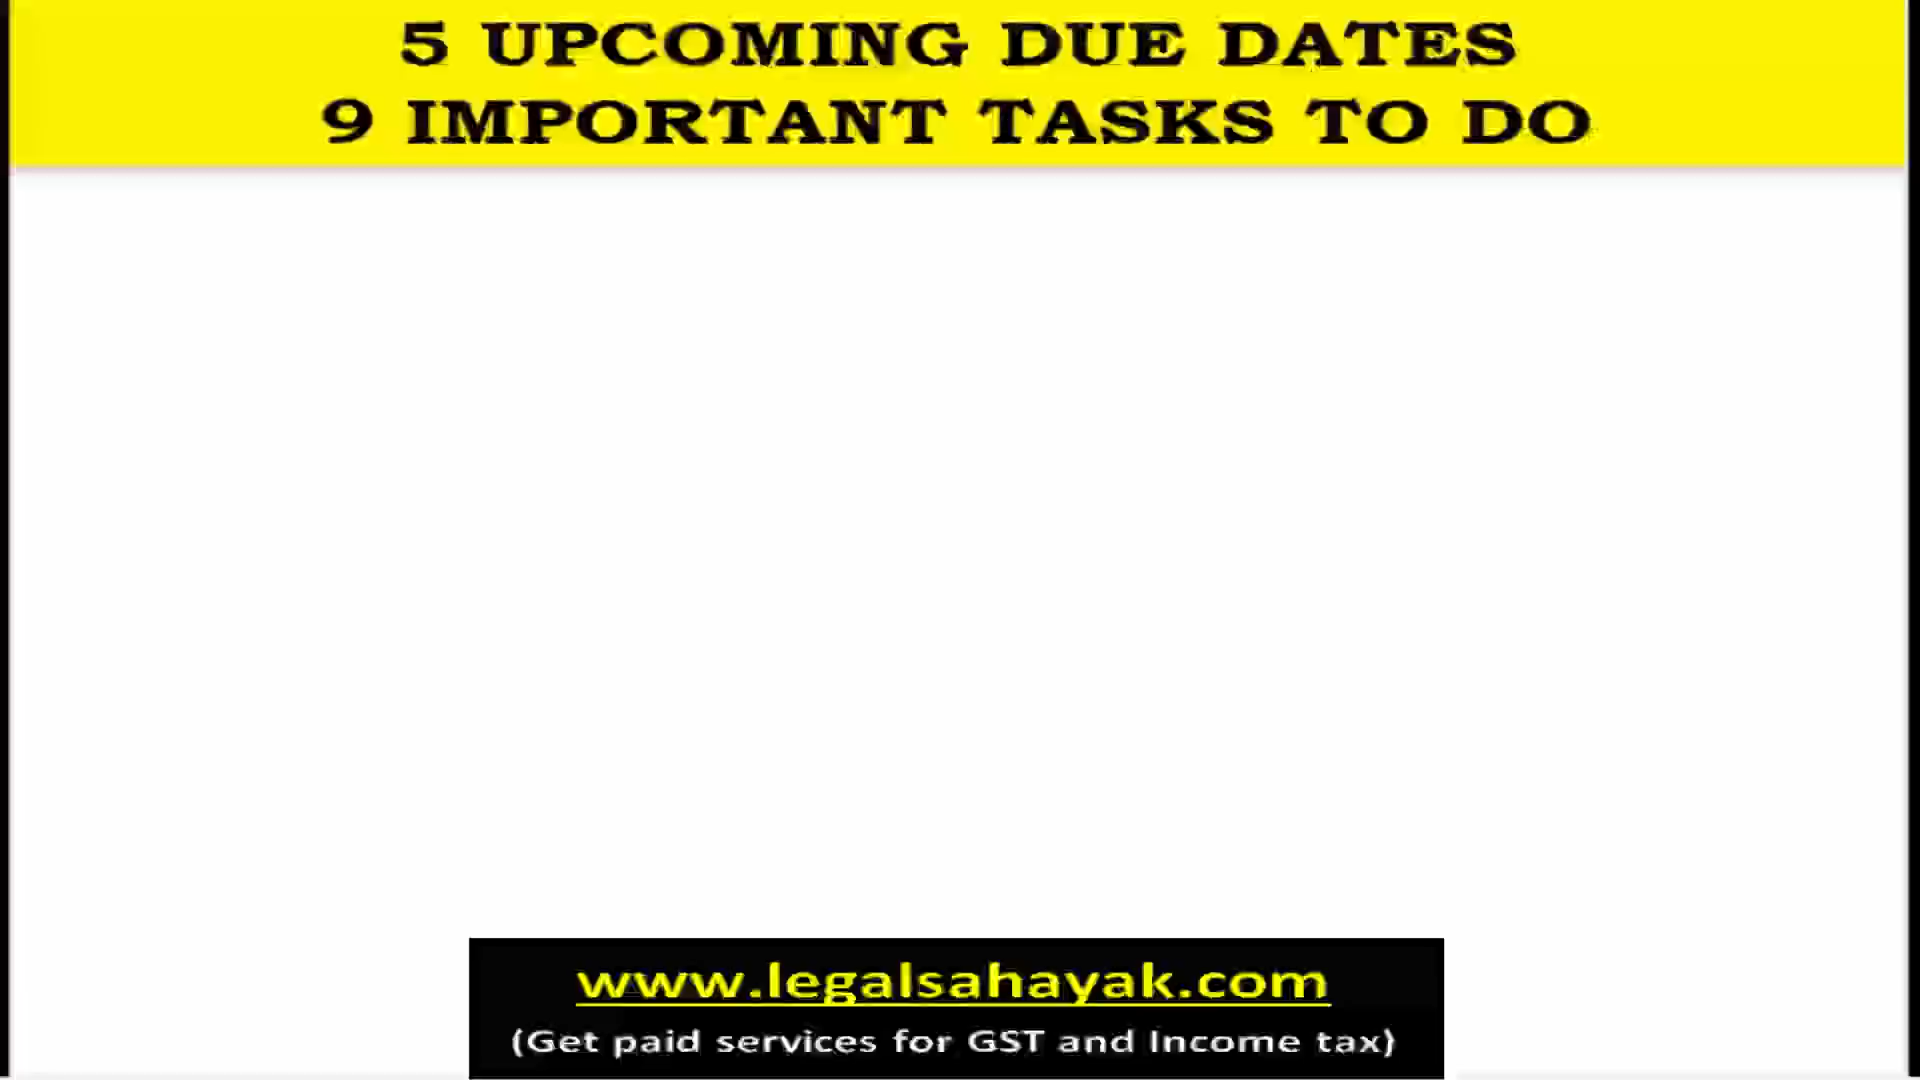 5 UPCOMING DUE DATES
9 IMPORTANT TASKS TO DO
www.legalsahayak.com
(Get paid services for GST and Income tax)